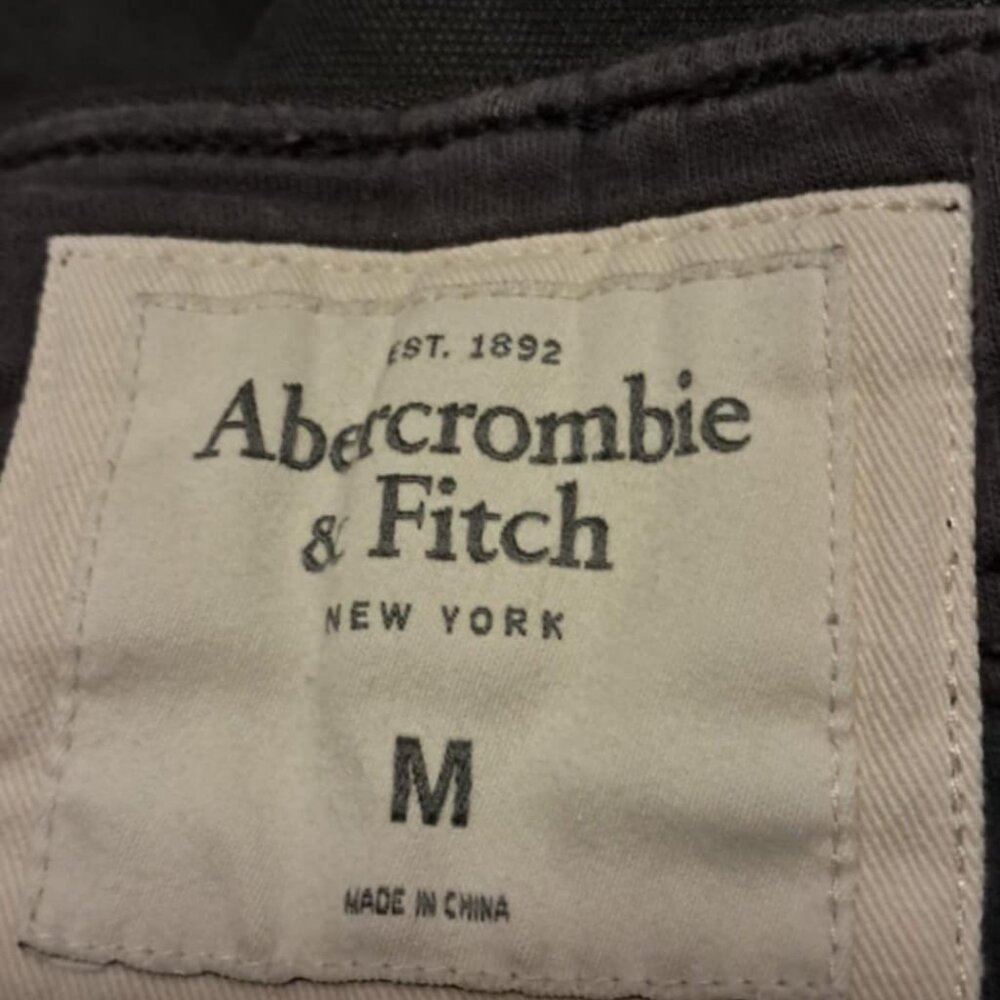 EST. 1892
Abercrombie
& Fitch
NEW YORK
M
MADE IN CHINA